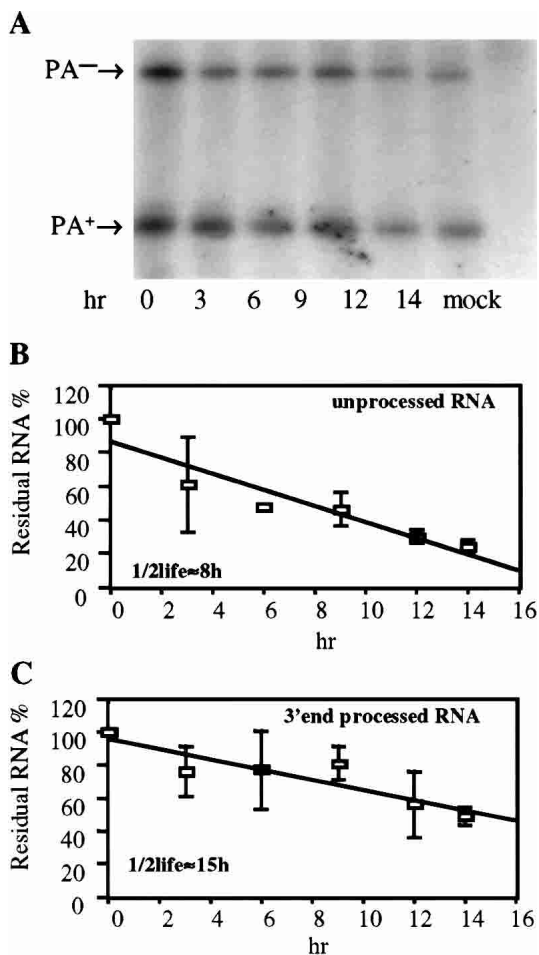 A
PA—→
PA+→
hr 0 3 6 9 12 14 mock
B
120
100
80
60
40
20
0
Residual RNA %
unprocessed RNA
1/2life≈8h
0 2 4 6 8 10 12 14 16
hr
C
120
100
80
60
40
20
0
Residual RNA %
3'end processed RNA
1/2life≈15h
0 2 4 6 8 10 12 14 16
hr